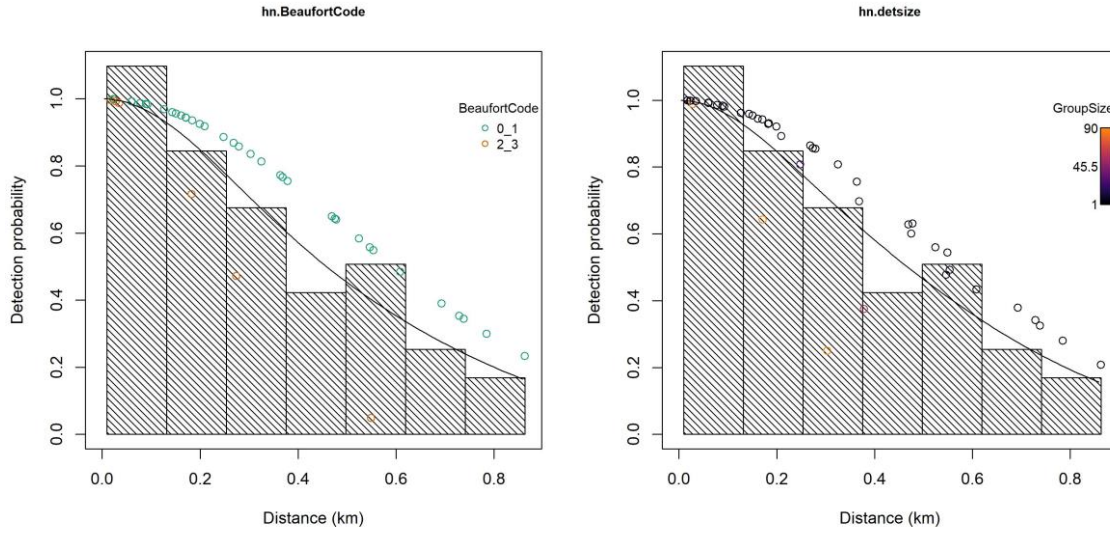 hn.BeaufortCode
Detection probability
1.0
0.8
0.6
0.4
0.2
0.0
BeaufortCode
0_1
2_3
0.0 0.2 0.4 0.6 0.8
Distance (km)
hn.detsize
Detection probability
1.0
0.8
0.6
0.4
0.2
0.0
GroupSize
90
45.5
1
0.0 0.2 0.4 0.6 0.8
Distance (km)